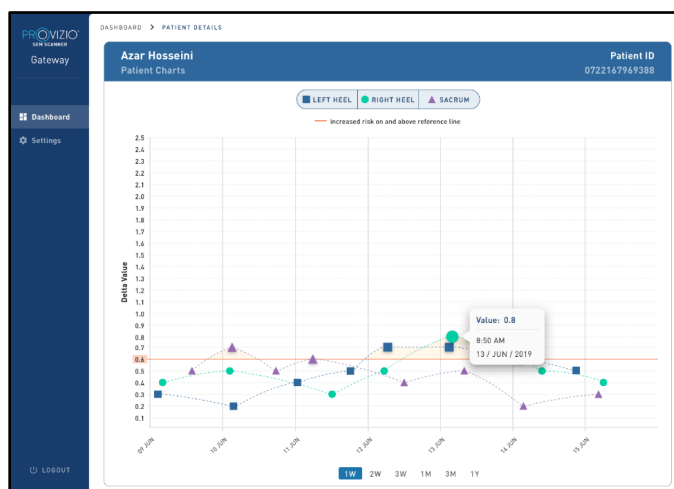 PROVIZIO
SEM SCANNER
Gateway
Dashboard
Settings
LOGOUT
DASHBOARD > PATIENT DETAILS
Azar Hosseini
Patient Charts
Patient ID
0722167969388
LEFT HEEL
RIGHT HEEL
SACRUM
increased risk on and above reference line
Delta Value
2.5
2.4
2.3
2.2
2.1
2.0
1.9
1.8
1.7
1.6
1.5
1.4
1.3
1.2
1.1
1.0
0.9
0.8
0.7
0.6
0.5
0.4
0.3
0.2
0.1
Value: 0.8
8:50 AM
13 / JUN / 2019
09 JUN
10 JUN
11 JUN
12 JUN
13 JUN
14 JUN
15 JUN
1W 2W 3W 1M 3M 1Y